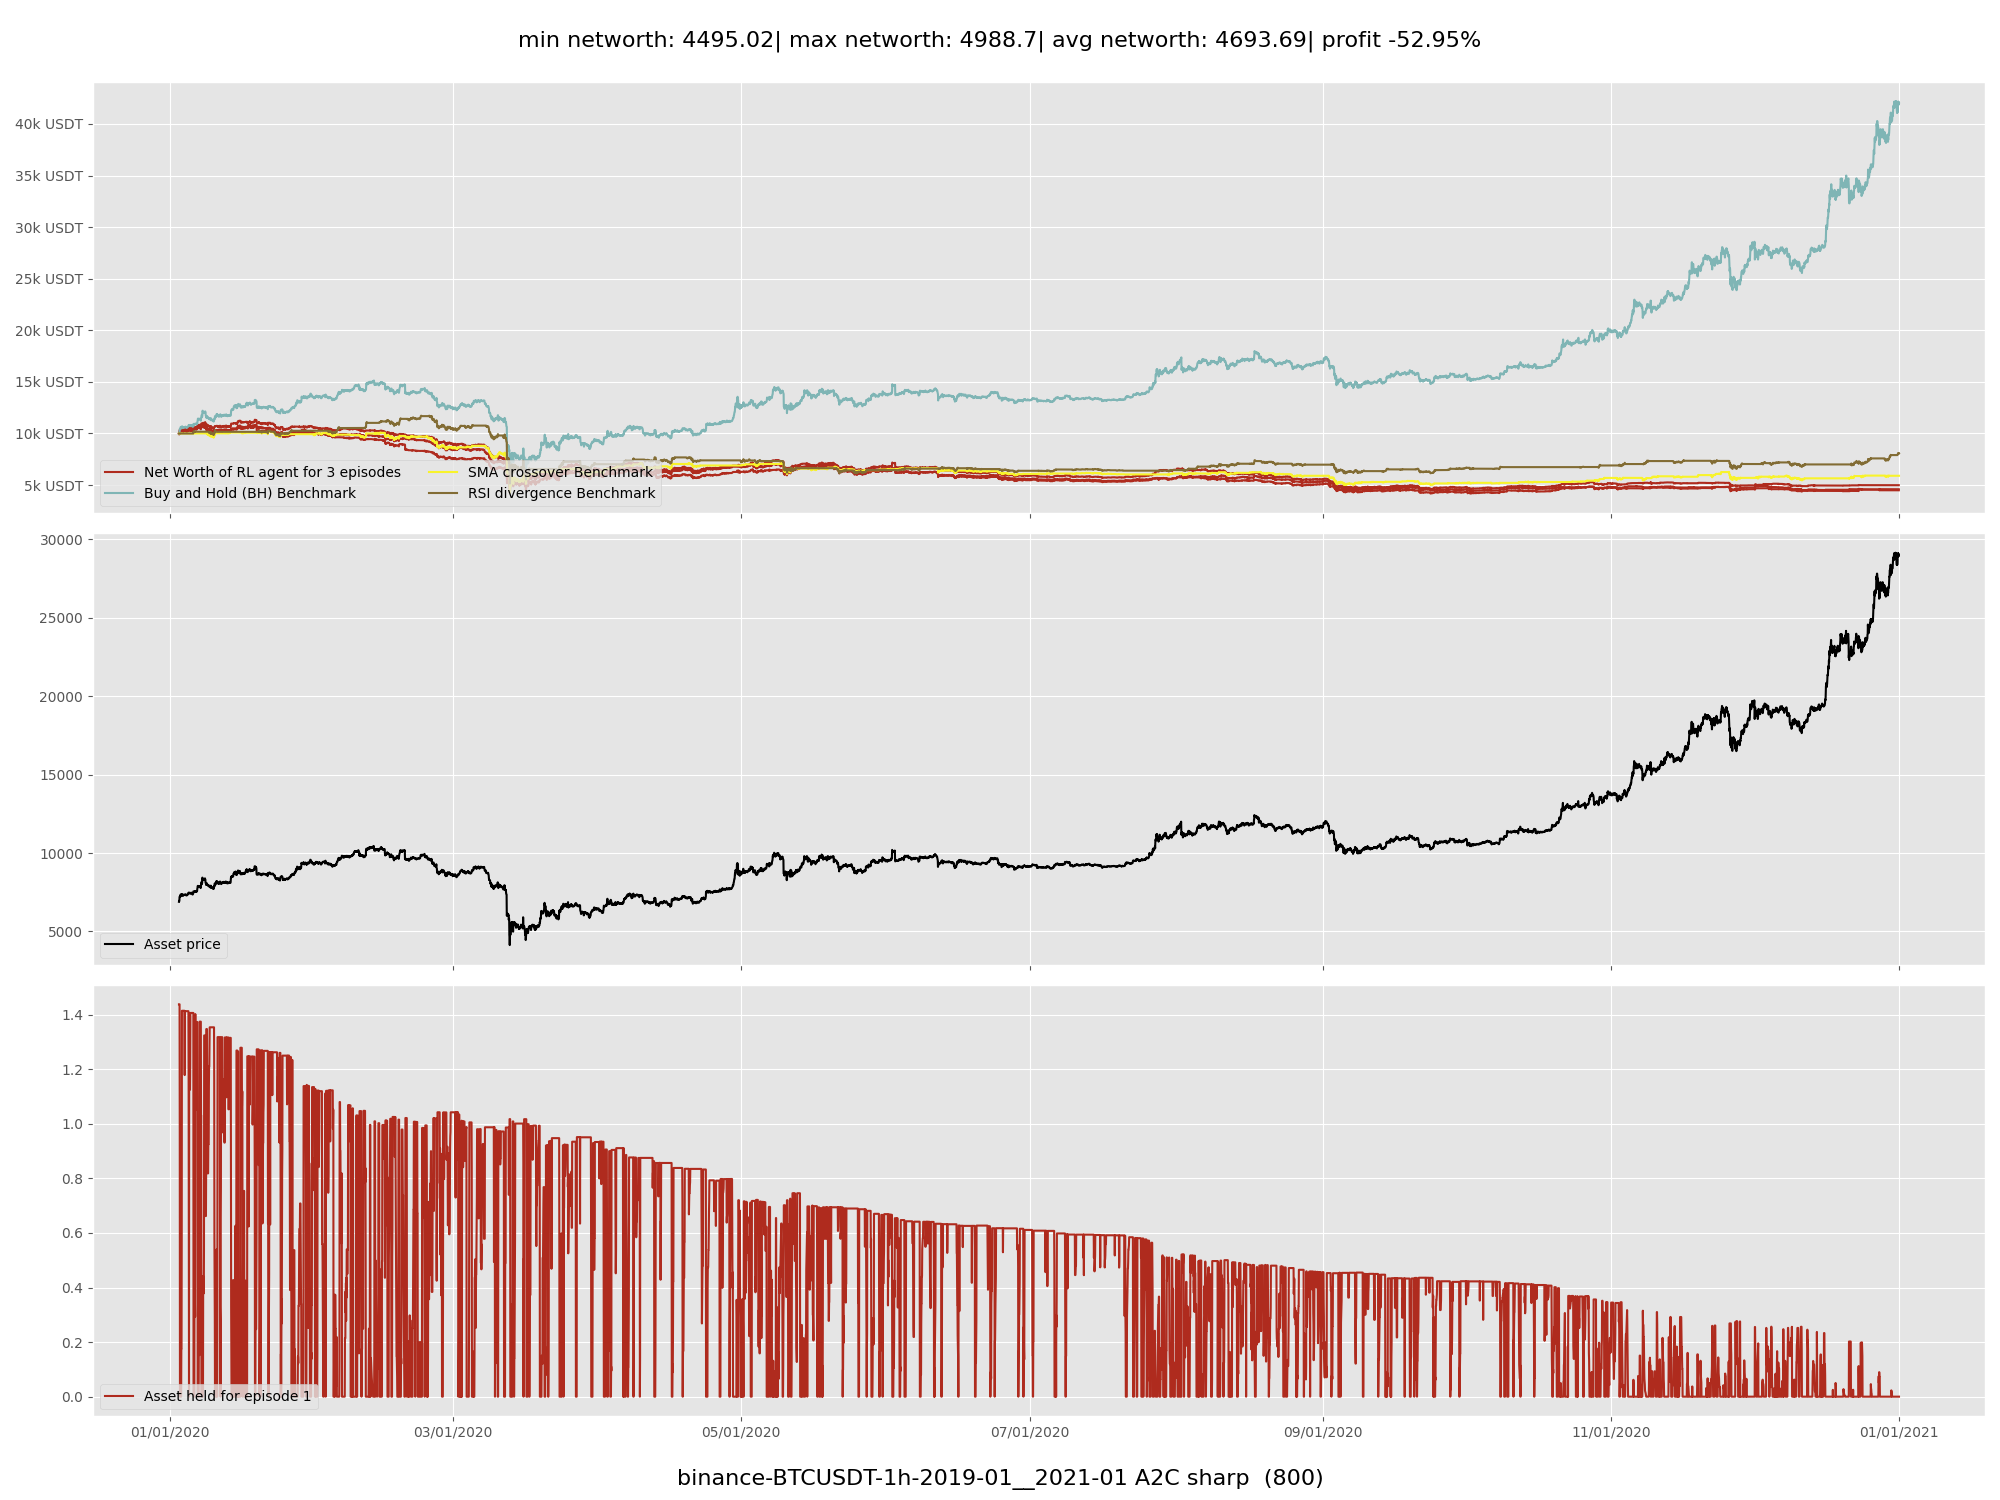 min networth: 4495.02| max networth: 4988.7| avg networth: 4693.69| profit -52.95%
40k USDT
35k USDT
30k USDT
25k USDT
20k USDT
15k USDT
10k USDT
5k USDT
Net Worth of RL agent for 3 episodes
Buy and Hold (BH) Benchmark
SMA crossover Benchmark
RSI divergence Benchmark
30000
25000
20000
15000
10000
5000
Asset price
1.4
1.2
1.0
0.8
0.6
0.4
0.2
0.0
Asset held for episode 1
01/01/2020
03/01/2020
05/01/2020
07/01/2020
09/01/2020
11/01/2020
01/01/2021
binance-BTCUSDT-1h-2019-01__2021-01 A2C sharp  (800)